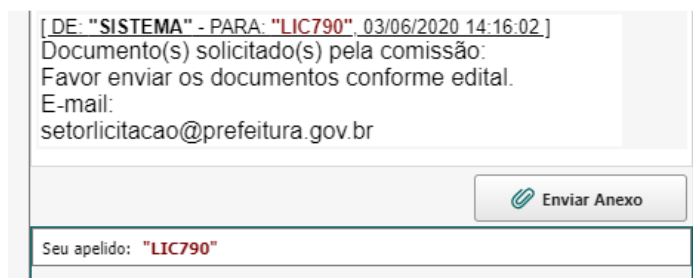 [ DE: "SISTEMA" - PARA: "LIC790", 03/06/2020 14:16:02 ]
Documento(s) solicitado(s) pela comissão:
Favor enviar os documentos conforme edital.
E-mail:
setorlicitacao@prefeitura.gov.br
Enviar Anexo
Seu apelido: "LIC790"